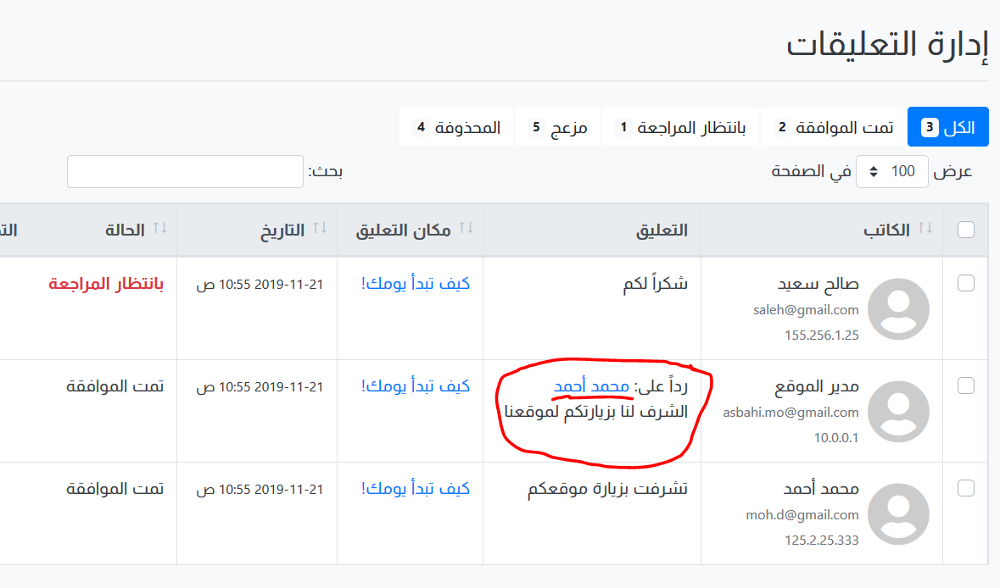 إدارة التعليقات
الكل 3 تمت الموافقة 2 بانتظار المراجعة 1 مزعج 5 المحذوفة 4
عرض 100 في الصفحة بحث:
الكاتب التعليق مكان التعليق التاريخ الحالة
صالح سعيد شكراً لكم كيف تبدأ يومك! 2019-11-21 10:55 ص بانتظار المراجعة
saleh@gmail.com
155.256.1.25
مدير الموقع رداً على: محمد أحمد كيف تبدأ يومك! 2019-11-21 10:55 ص تمت الموافقة
asbahi.mo@gmail.com الشرف لنا بزيارتكم لموقعنا
10.0.0.1
محمد أحمد تشرفت بزيارة موقعكم كيف تبدأ يومك! 2019-11-21 10:55 ص تمت الموافقة
moh.d@gmail.com
125.2.25.333